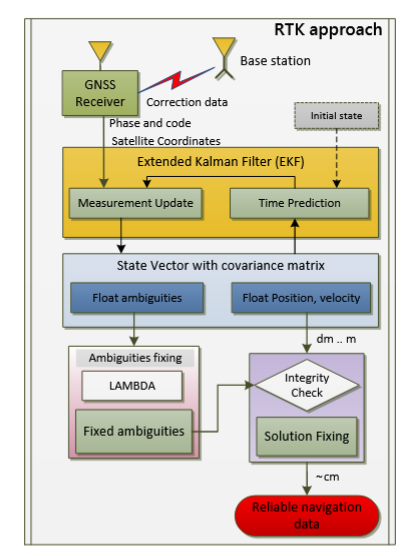 RTK approach
Base station
GNSS
Receiver
Correction data
Initial state
Phase and code
Satellite Coordinates
Extended Kalman Filter (EKF)
Measurement Update
Time Prediction
State Vector with covariance matrix
Float ambiguities
Float Position, velocity
dm .. m
Ambiguities fixing
LAMBDA
Integrity
Check
Fixed ambiguities
Solution Fixing
~cm
Reliable navigation
data